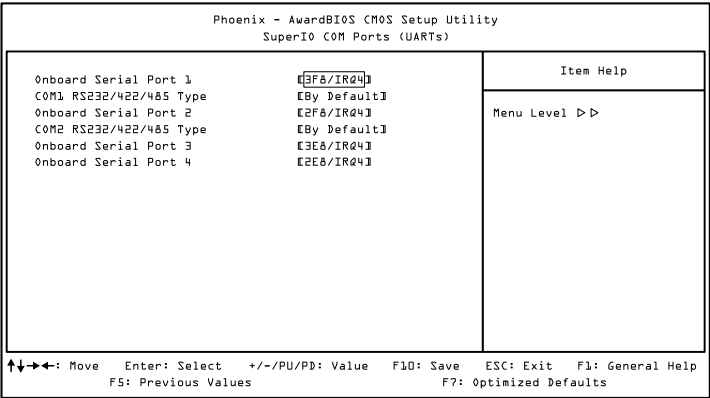 Phoenix - AwardBIOS CMOS Setup Utility
SuperIO COM Ports (UARTs)
Onboard Serial Port 1 [3F8/IRQ4]
COM1 RS232/422/485 Type [By Default]
Onboard Serial Port 2 [2F8/IRQ4]
COM2 RS232/422/485 Type [By Default]
Onboard Serial Port 3 [3E8/IRQ4]
Onboard Serial Port 4 [2E8/IRQ4]
Item Help
Menu Level ▷▷
↑↓→←: Move Enter: Select +/-/PU/PD: Value F10: Save ESC: Exit F1: General Help
F5: Previous Values F7: Optimized Defaults